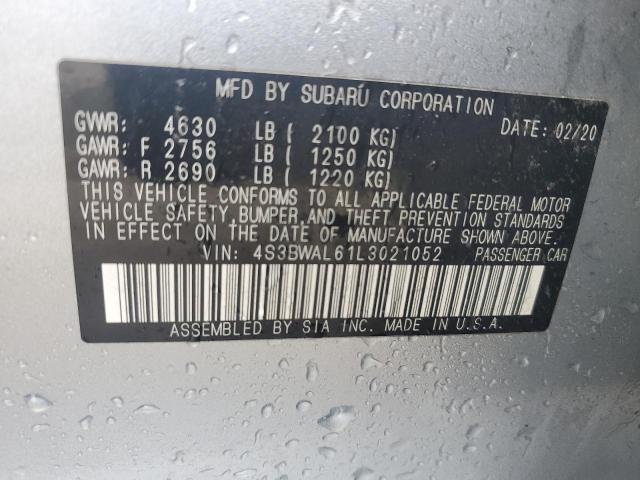 MFD BY SUBARU CORPORATION
GVWR: 4630 LB ( 2100 KG) DATE: 02/20
GAWR: F 2756 LB ( 1250 KG)
GAWR: R 2690 LB ( 1220 KG)
THIS VEHICLE CONFORMS TO ALL APPLICABLE FEDERAL MOTOR
VEHICLE SAFETY, BUMPER, AND THEFT PREVENTION STANDARDS
IN EFFECT ON THE DATE OF MANUFACTURE SHOWN ABOVE.
VIN: 4S3BWAL61L3021052 PASSENGER CAR
ASSEMBLED BY SIA INC. MADE IN U.S.A.